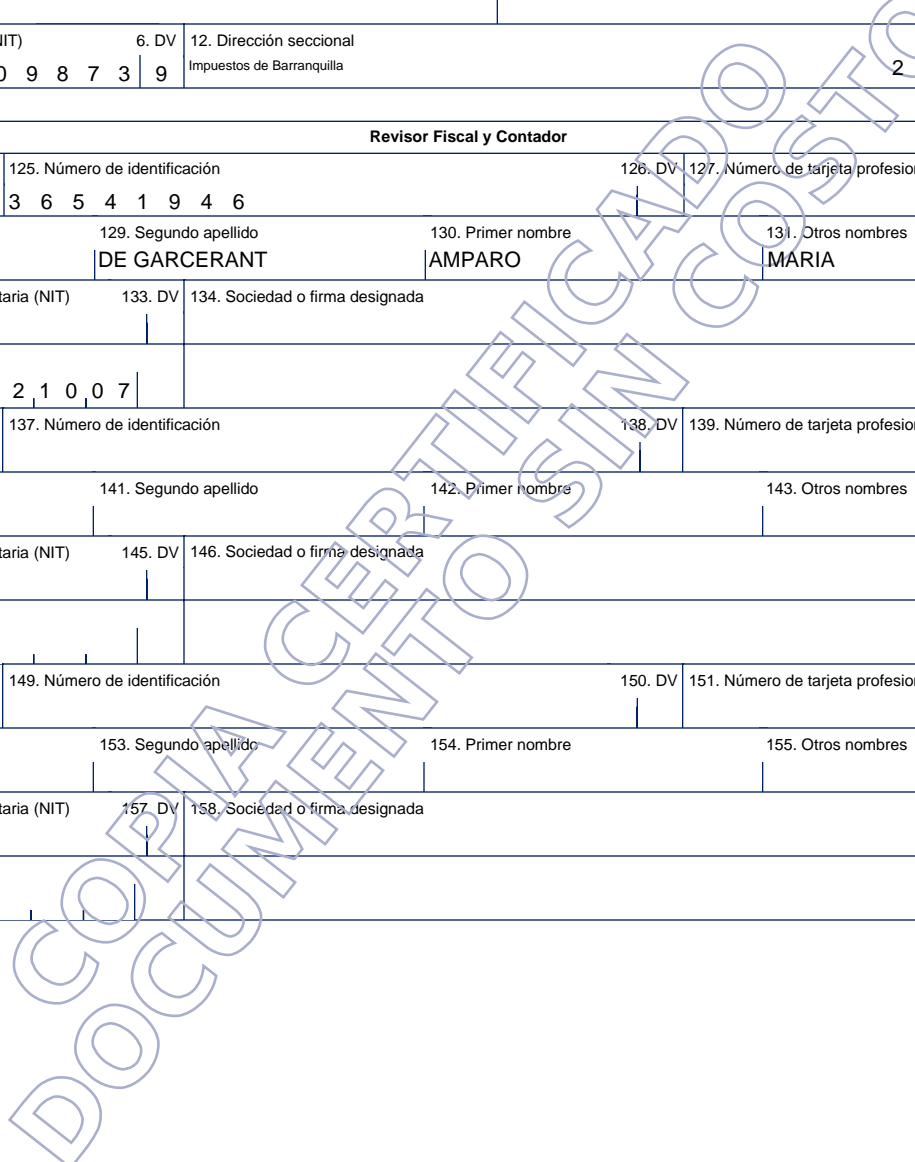 NIT) 6. DV 12. Dirección seccional
0 9 8 7 3 9 Impuestos de Barranquilla 2
Revisor Fiscal y Contador
125. Número de identificación 126. DV 127. Número de tarjeta profesion
3 6 5 4 1 9 4 6
129. Segundo apellido 130. Primer nombre 131. Otros nombres
DE GARCERANT AMPARO MARIA
taria (NIT) 133. DV 134. Sociedad o firma designada
2 1 0 0 7
137. Número de identificación 138. DV 139. Número de tarjeta profesion
141. Segundo apellido 142. Primer nombre 143. Otros nombres
taria (NIT) 145. DV 146. Sociedad o firma designada
149. Número de identificación 150. DV 151. Número de tarjeta profesion
153. Segundo apellido 154. Primer nombre 155. Otros nombres
taria (NIT) 157. DV 158. Sociedad o firma designada
COPIA CERTIFICADO
DOCUMENTO SIN COSTO